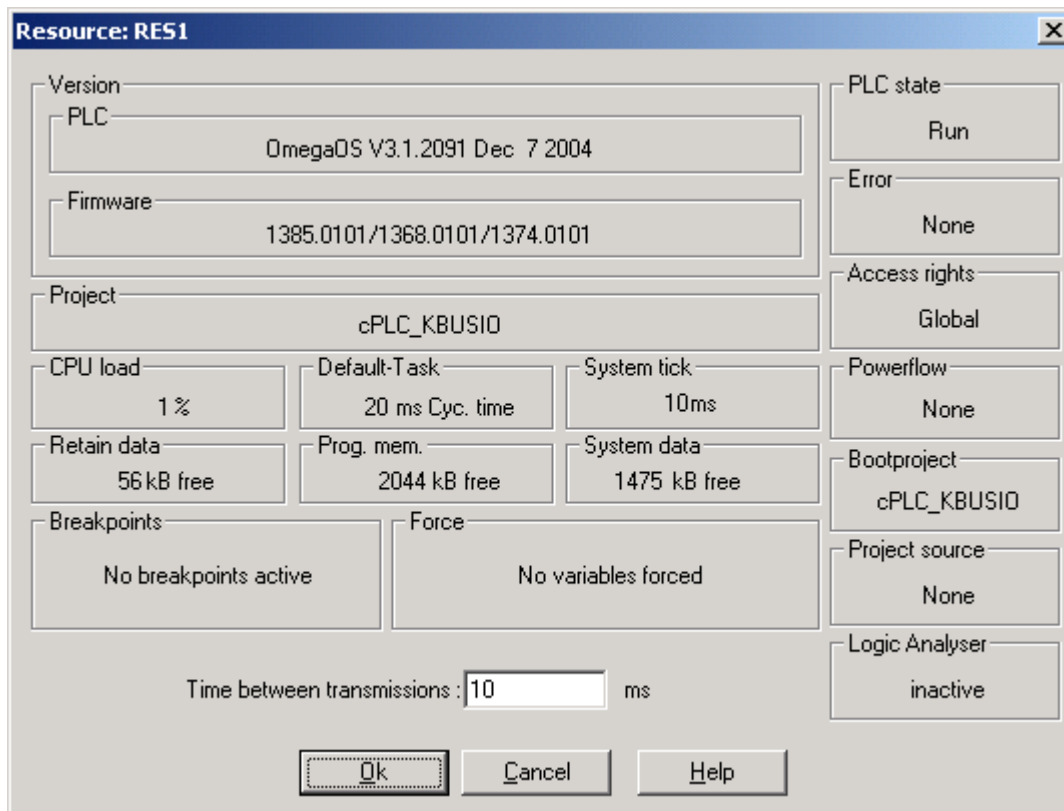 Resource: RES1
Version
PLC
OmegaOS V3.1.2091 Dec  7 2004
Firmware
1385.0101/1368.0101/1374.0101
Project
cPLC_KBUSIO
CPU load
1 %
Default-Task
20 ms Cyc. time
System tick
10ms
Retain data
56 kB free
Prog. mem.
2044 kB free
System data
1475 kB free
Breakpoints
No breakpoints active
Force
No variables forced
PLC state
Run
Error
None
Access rights
Global
Powerflow
None
Bootproject
cPLC_KBUSIO
Project source
None
Logic Analyser
inactive
Time between transmissions : 10 ms
Ok Cancel Help